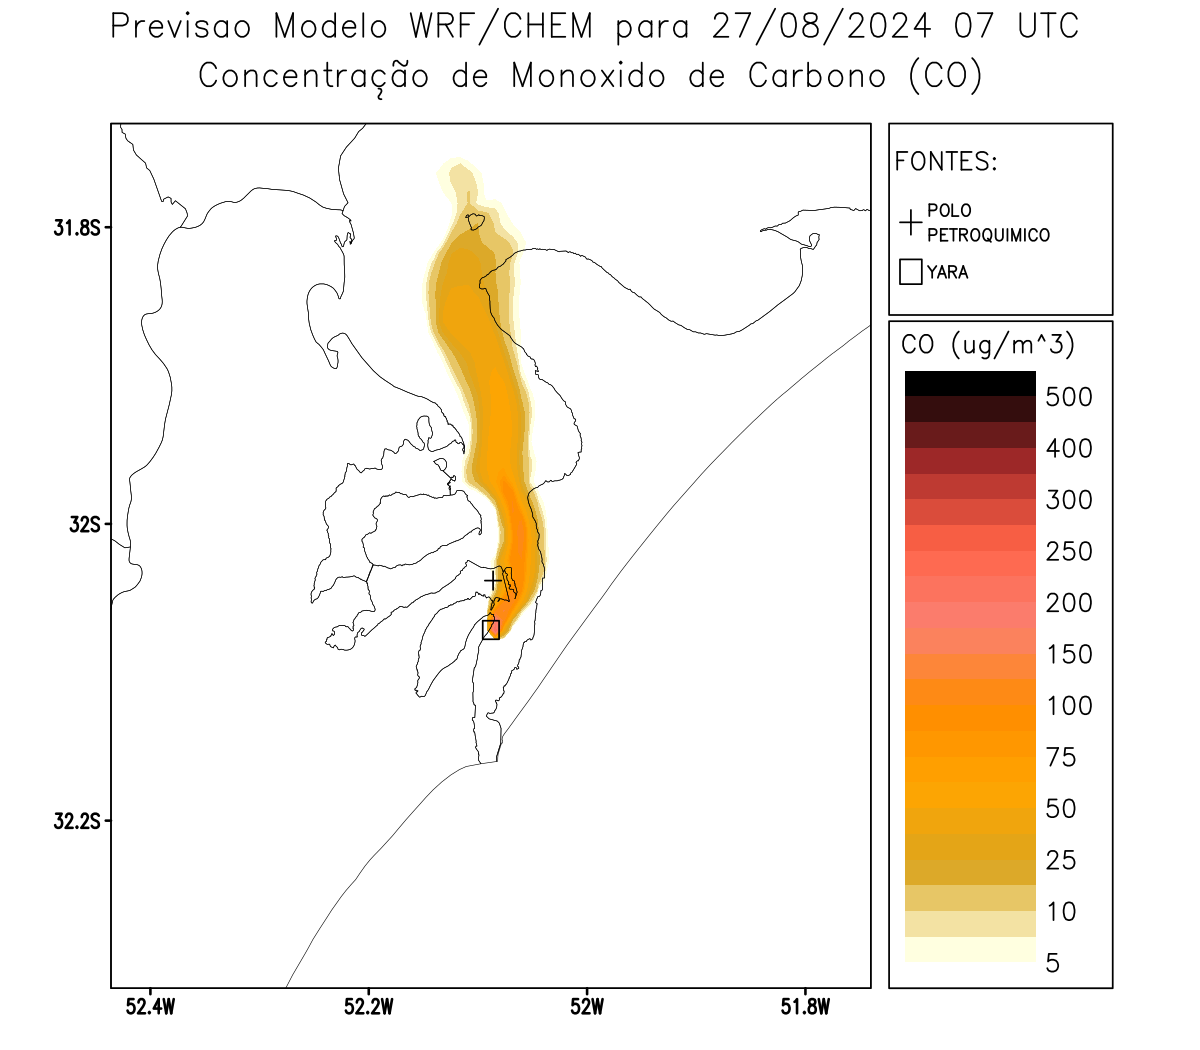 Previsao Modelo WRF/CHEM para 27/08/2024 07 UTC
Concentração de Monoxido de Carbono (CO)
FONTES:
POLO
PETROQUIMICO
YARA
CO (ug/m^3)
500
400
300
250
200
150
100
75
50
25
10
5
31.8S
32S
32.2S
52.4W
52.2W
52W
51.8W